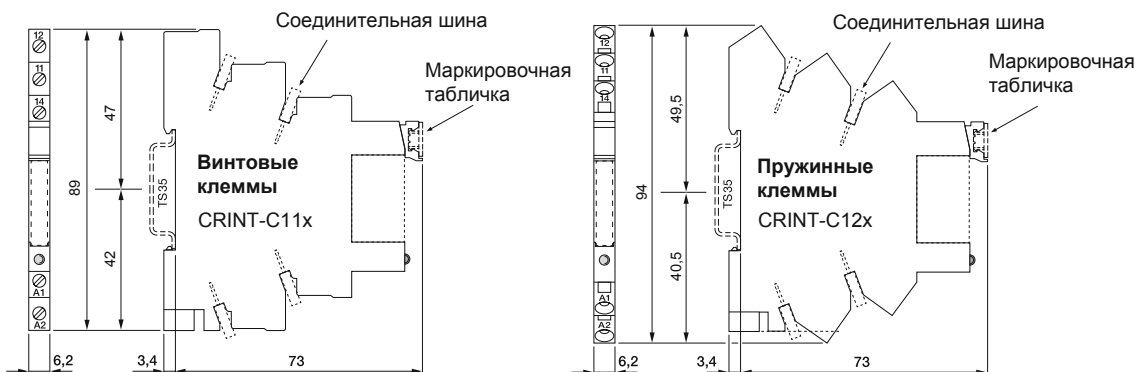 Соединительная шина
Маркировочная
табличка
12
11
14
A1
A2
89
47
42
TS35
Винтовые
клеммы
CRINT-C11x
6,2
3,4
73
Соединительная шина
Маркировочная
табличка
12
11
14
A1
A2
94
49,5
40,5
TS35
Пружинные
клеммы
CRINT-C12x
6,2
3,4
73